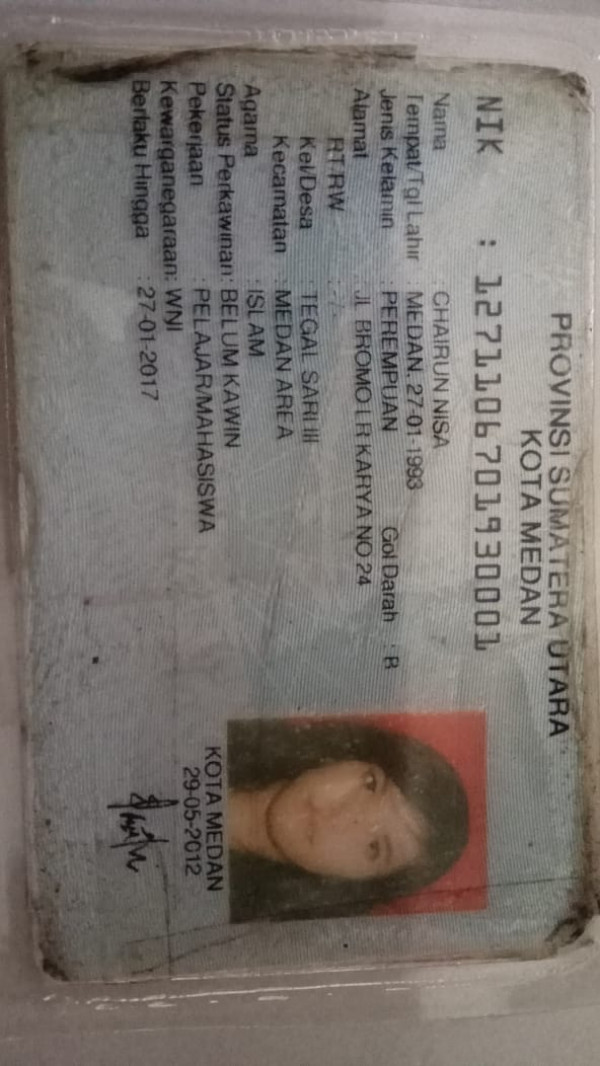 PROVINSI SUMATERA UTARA
KOTA MEDAN
NIK : 1271106701930001
Nama : CHAIRUN NISA
Tempat/Tgl Lahir : MEDAN, 27-01-1993
Jenis Kelamin : PEREMPUAN Gol Darah : B
Alamat : JL BROMO LR KARYA NO 24
RT/RW : -/-
Kel/Desa : TEGAL SARI III
Kecamatan : MEDAN AREA
Agama : ISLAM
Status Perkawinan: BELUM KAWIN
Pekerjaan : PELAJAR/MAHASISWA
Kewarganegaraan: WNI
Berlaku Hingga : 27-01-2017
KOTA MEDAN
29-05-2012